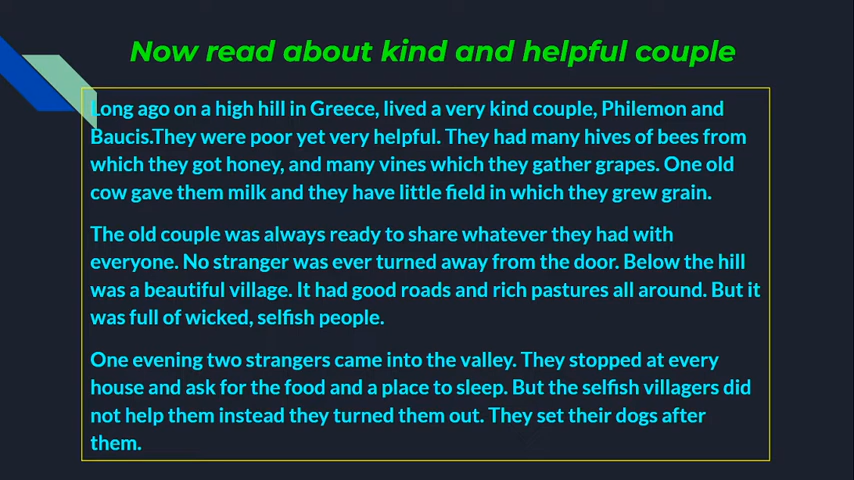 Now read about kind and helpful couple
Long ago on a high hill in Greece, lived a very kind couple, Philemon and
Baucis.They were poor yet very helpful. They had many hives of bees from
which they got honey, and many vines which they gather grapes. One old
cow gave them milk and they have little field in which they grew grain.
The old couple was always ready to share whatever they had with
everyone. No stranger was ever turned away from the door. Below the hill
was a beautiful village. It had good roads and rich pastures all around. But it
was full of wicked, selfish people.
One evening two strangers came into the valley. They stopped at every
house and ask for the food and a place to sleep. But the selfish villagers did
not help them instead they turned them out. They set their dogs after
them.